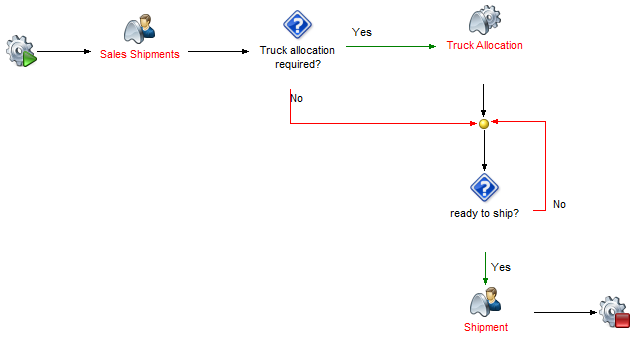 Yes
Sales Shipments
Truck allocation
required?
Truck Allocation
No
ready to ship?
No
Yes
Shipment